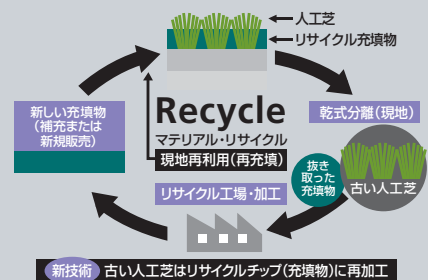 人工芝
リサイクル充填物
Recycle
マテリアル・リサイクル
現地再利用(再充填)
乾式分離(現地)
抜き
取った
充填物
古い人工芝
リサイクル工場・加工
新しい充填物
(補充または
新規販売)
新技術 古い人工芝はリサイクルチップ(充填物)に再加工